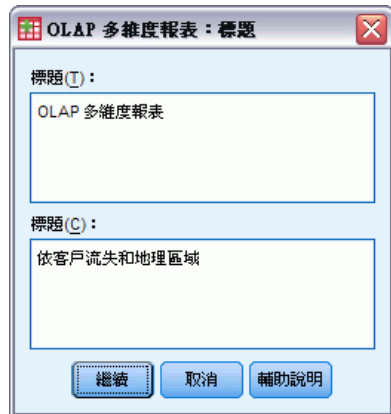 OLAP 多維度報表：標題
標題(T)：
OLAP 多維度報表
標題(C)：
依客戶流失和地理區域
繼續
取消
輔助說明